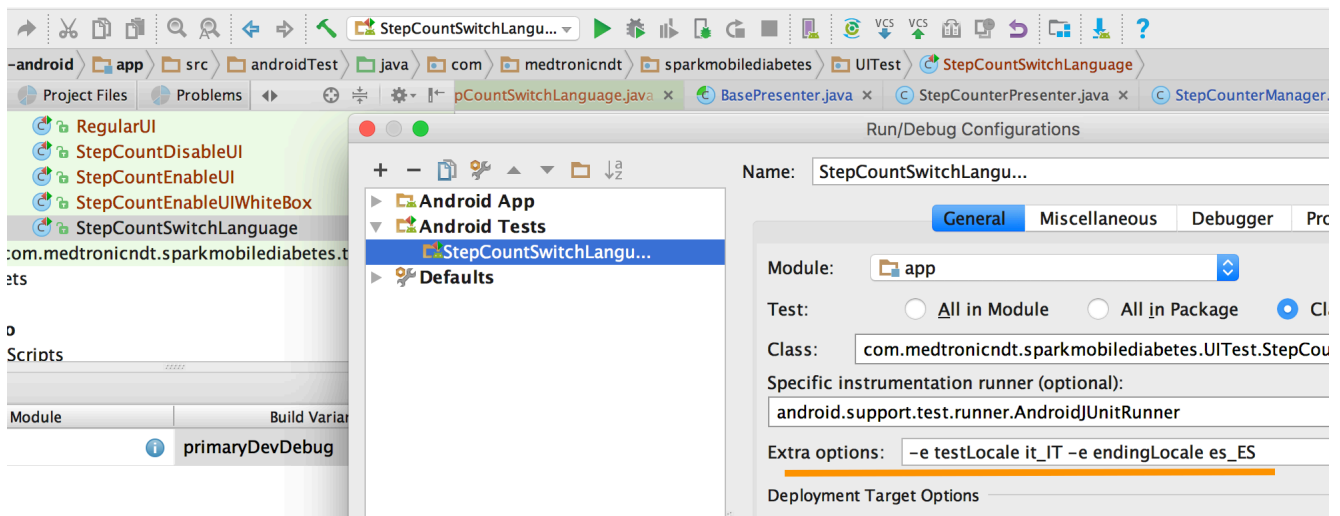 StepCountSwitchLangu...
VCS VCS
-android app src androidTest java com medtronicndt sparkmobilediabetes UITest StepCountSwitchLanguage
Project Files Problems pCountSwitchLanguage.java BasePresenter.java StepCounterPresenter.java StepCounterManager.
RegularUI
StepCountDisableUI
StepCountEnableUI
StepCountEnableUIWhiteBox
StepCountSwitchLanguage
com.medtronicndt.sparkmobilediabetes.t
ets
o
Scripts
Module Build Varian
primaryDevDebug
Run/Debug Configurations
Name: StepCountSwitchLangu...
Android App
Android Tests
StepCountSwitchLangu...
Defaults
General Miscellaneous Debugger Pro
Module: app
Test: All in Module All in Package Cl
Class: com.medtronicndt.sparkmobilediabetes.UITest.StepCou
Specific instrumentation runner (optional):
android.support.test.runner.AndroidJUnitRunner
Extra options: -e testLocale it_IT -e endingLocale es_ES
Deployment Target Options